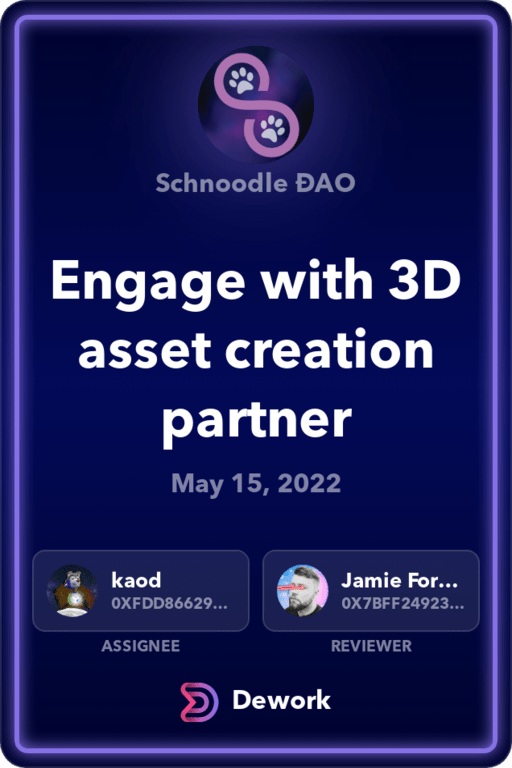 Schnoodle ĐAO
Engage with 3D
asset creation
partner
May 15, 2022
kaod
0XFDD86629...
ASSIGNEE
Jamie For...
0X7BFF24923...
REVIEWER
Dework